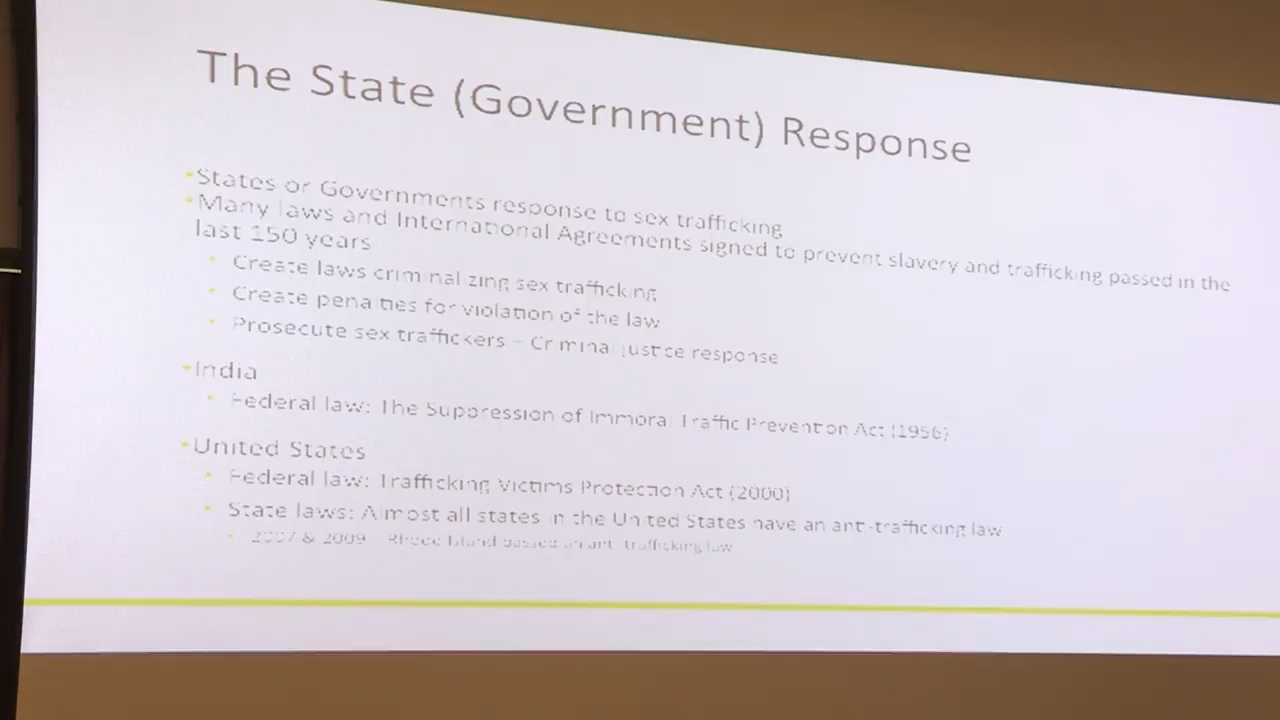 The State (Government) Response
•States or Governments response to sex trafficking
•Many laws and International Agreements signed to prevent slavery and trafficking passed in the
last 150 years
• Create laws criminalizing sex trafficking
• Create penalties for violation of the law
• Prosecute sex traffickers – Criminal justice response
•India
• Federal law: The Suppression of Immoral Traffic Prevention Act (1956)
•United States
• Federal law: Trafficking Victims Protection Act (2000)
• State laws: Almost all states in the United States have an anti-trafficking law
• 2007 & 2009 – Rhode Island passed an anti-trafficking law